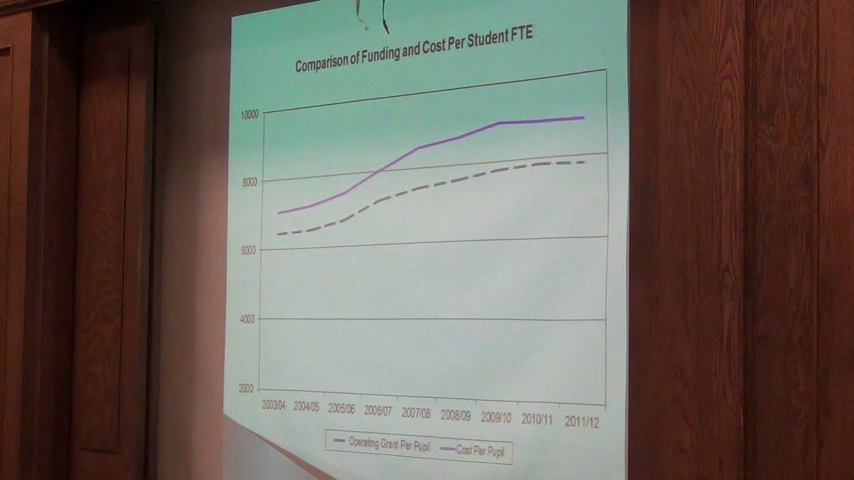 Comparison of Funding and Cost Per Student FTE
10000
8000
6000
4000
2000
2003/04 2004/05 2005/06 2006/07 2007/08 2008/09 2009/10 2010/11 2011/12
Operating Grant Per Pupil Cost Per Pupil